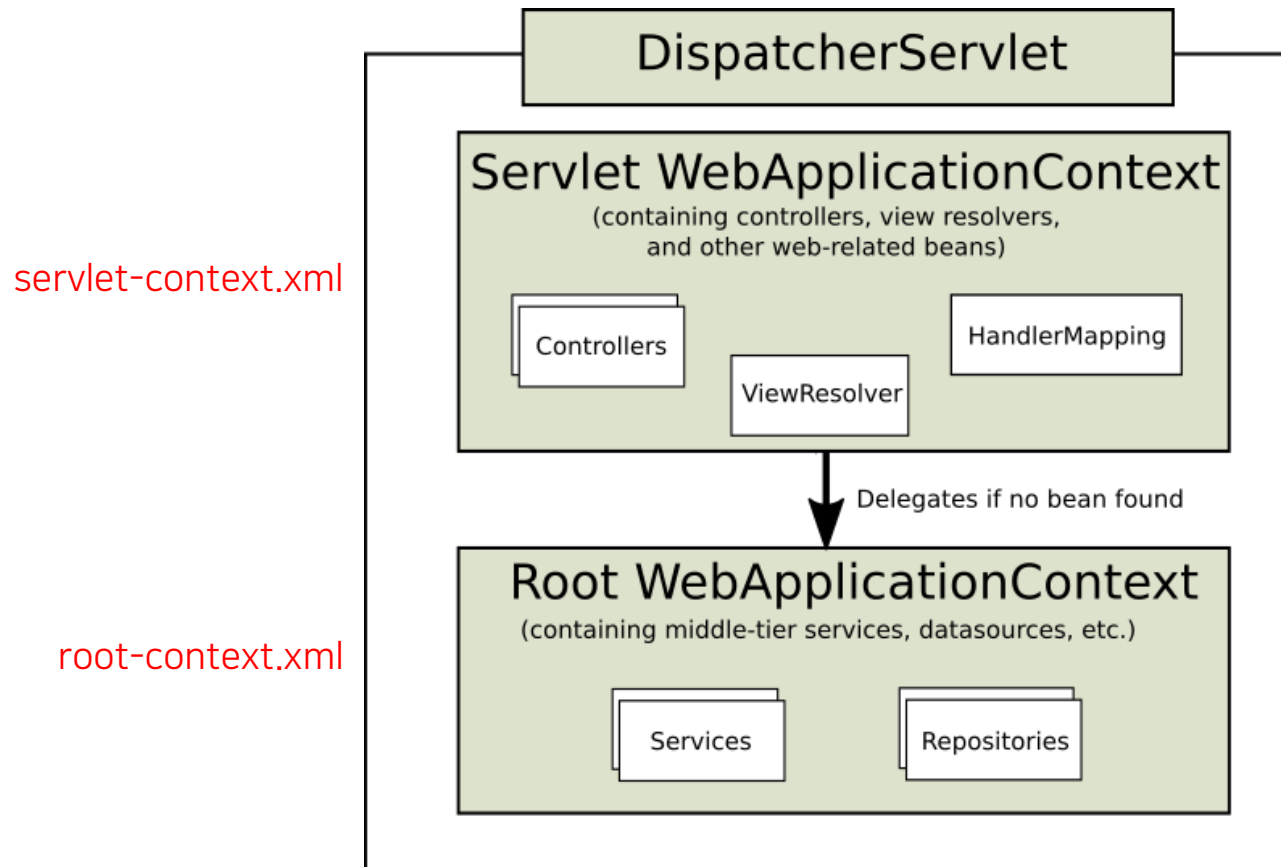 DispatcherServlet
Servlet WebApplicationContext
(containing controllers, view resolvers,
and other web-related beans)
servlet-context.xml
Controllers
HandlerMapping
ViewResolver
Delegates if no bean found
Root WebApplicationContext
(containing middle-tier services, datasources, etc.)
root-context.xml
Services
Repositories